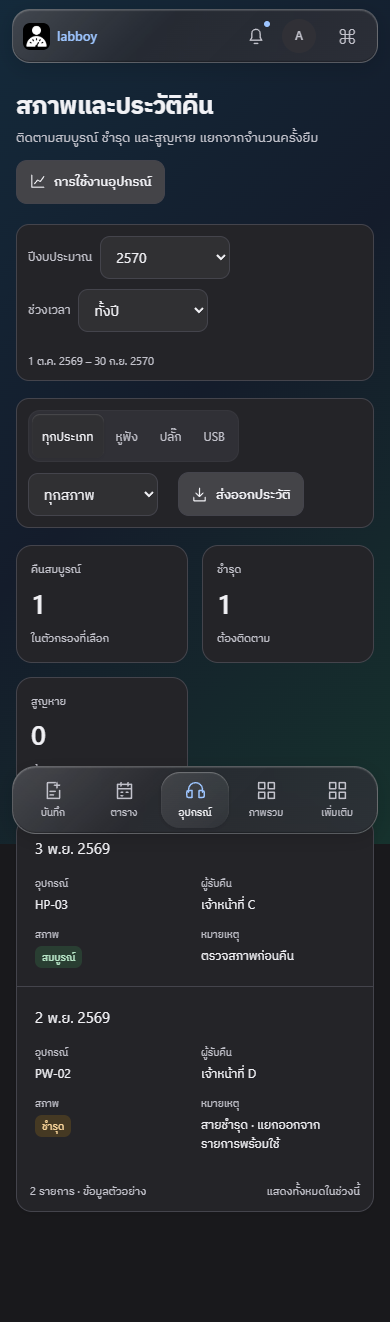 labboy
A
สภาพและประวัติคืน
ติดตามสมบูรณ์ ชำรุด และสูญหาย แยกจากจำนวนครั้งยืม
การใช้งานอุปกรณ์
ปีงบประมาณ 2570
ช่วงเวลา ทั้งปี
1 ต.ค. 2569 – 30 ก.ย. 2570
ทุกประเภท หูฟัง ปลั๊ก USB
ทุกสภาพ ส่งออกประวัติ
คืนสมบูรณ์ ชำรุด
1 1
ในตัวกรองที่เลือก ต้องติดตาม
สูญหาย
0
บันทึก ตาราง อุปกรณ์ ภาพรวม เพิ่มเติม
3 พ.ย. 2569
อุปกรณ์ ผู้รับคืน
HP-03 เจ้าหน้าที่ C
สภาพ หมายเหตุ
สมบูรณ์ ตรวจสภาพก่อนคืน
2 พ.ย. 2569
อุปกรณ์ ผู้รับคืน
PW-02 เจ้าหน้าที่ D
สภาพ หมายเหตุ
ชำรุด สายชำรุด · แยกออกจาก
รายการพร้อมใช้
2 รายการ · ข้อมูลตัวอย่าง แสดงทั้งหมดในช่วงนี้